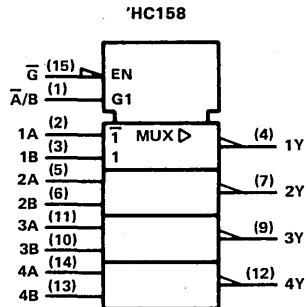 'HC158
G̅ (15) EN
A̅/B (1) G1
1A (2) 1̅ MUX ▷ (4) 1Y
1B (3) 1
2A (5) (7) 2Y
2B (6)
3A (11) (9) 3Y
3B (10)
4A (14) (12) 4Y
4B (13)